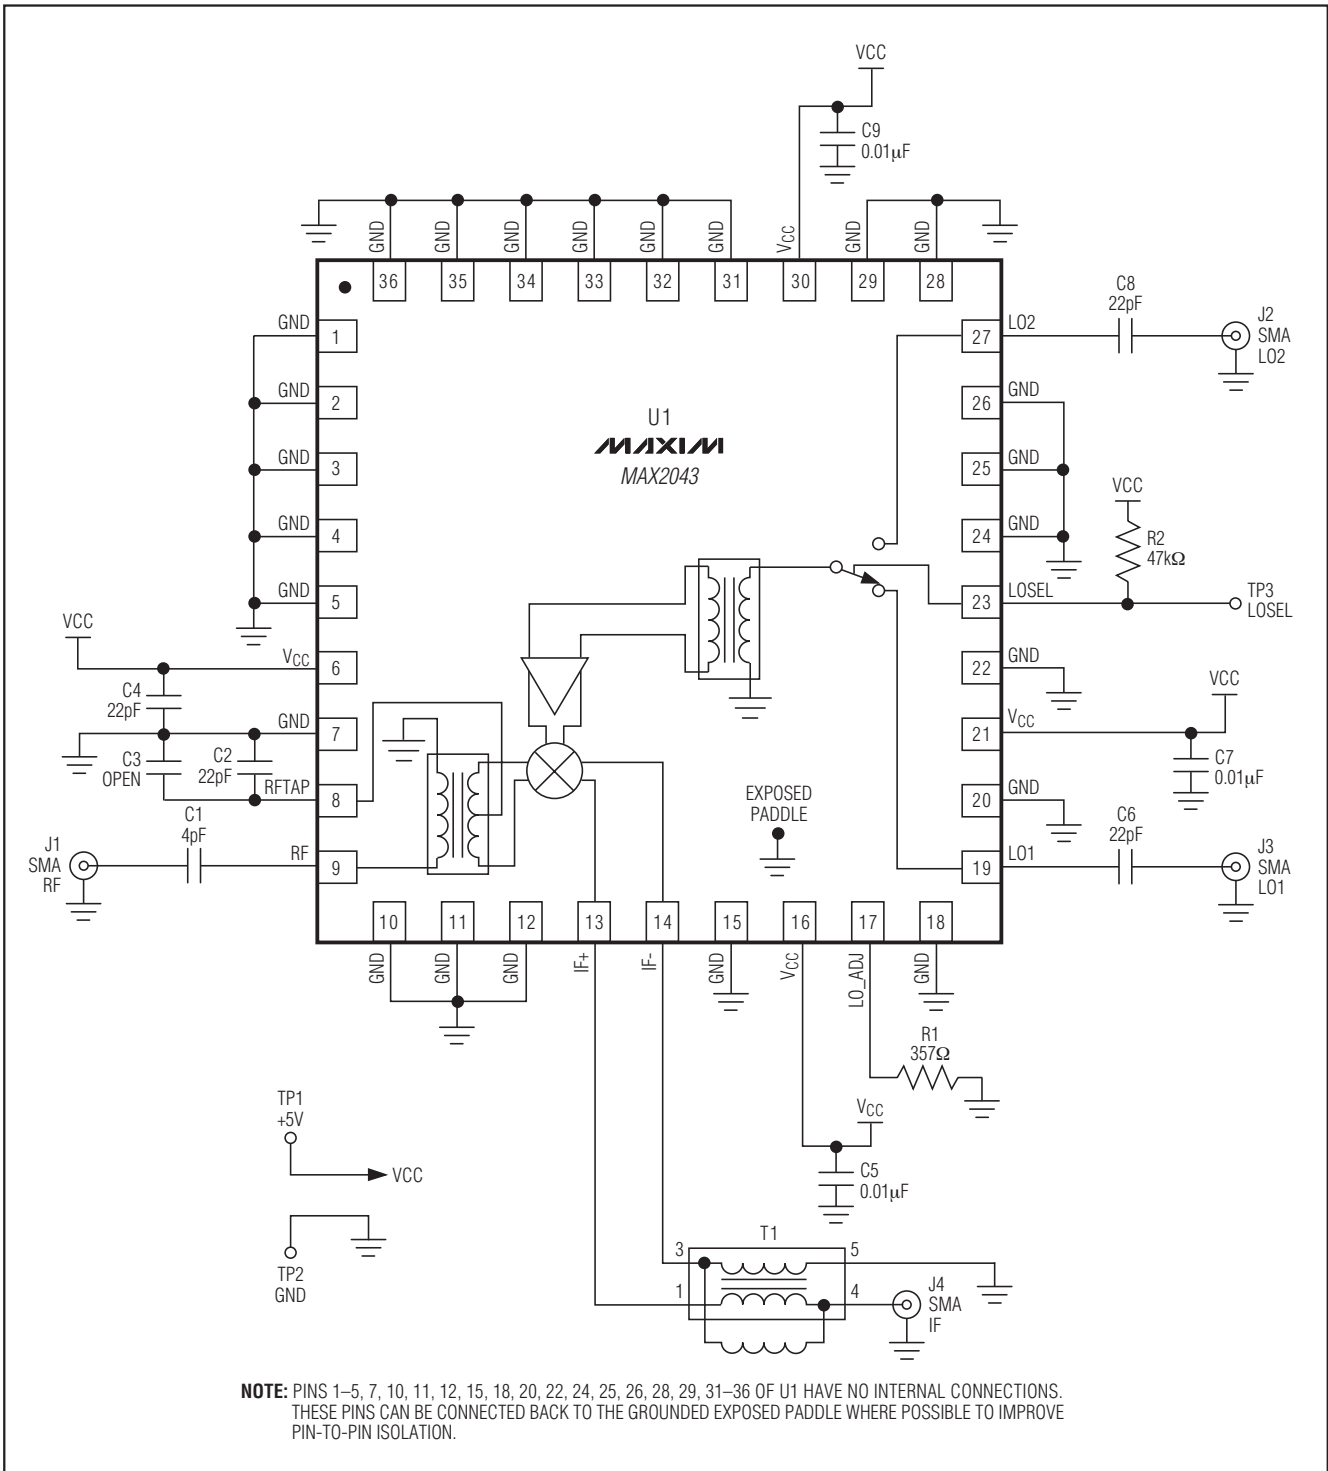 VCC
C9
0.01µF
GND
GND
GND
GND
GND
GND
VCC
GND
GND
36
35
34
33
32
31
30
29
28
C8
22pF
J2
SMA
LO2
GND
1
27
LO2
GND
2
26
GND
U1
MAXIM
MAX2043
GND
3
25
GND
VCC
GND
4
24
GND
R2
47kΩ
GND
5
23
LOSEL
TP3
LOSEL
VCC
VCC
6
22
GND
VCC
C4
22pF
GND
7
21
VCC
C7
0.01µF
C3
OPEN
C2
22pF
RFTAP
8
EXPOSED
PADDLE
20
GND
C1
4pF
C6
22pF
J1
SMA
RF
RF
9
19
LO1
J3
SMA
LO1
10
11
12
13
14
15
16
17
18
GND
GND
GND
IF+
IF-
GND
VCC
LO_ADJ
GND
R1
357Ω
TP1
+5V
VCC
VCC
C5
0.01µF
TP2
GND
T1
3
5
1
4
J4
SMA
IF
NOTE: PINS 1–5, 7, 10, 11, 12, 15, 18, 20, 22, 24, 25, 26, 28, 29, 31–36 OF U1 HAVE NO INTERNAL CONNECTIONS.
THESE PINS CAN BE CONNECTED BACK TO THE GROUNDED EXPOSED PADDLE WHERE POSSIBLE TO IMPROVE
PIN-TO-PIN ISOLATION.